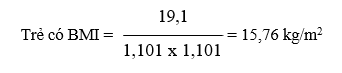 19,1
Trẻ có BMI = = 15,76 kg/m²
1,101 x 1,101